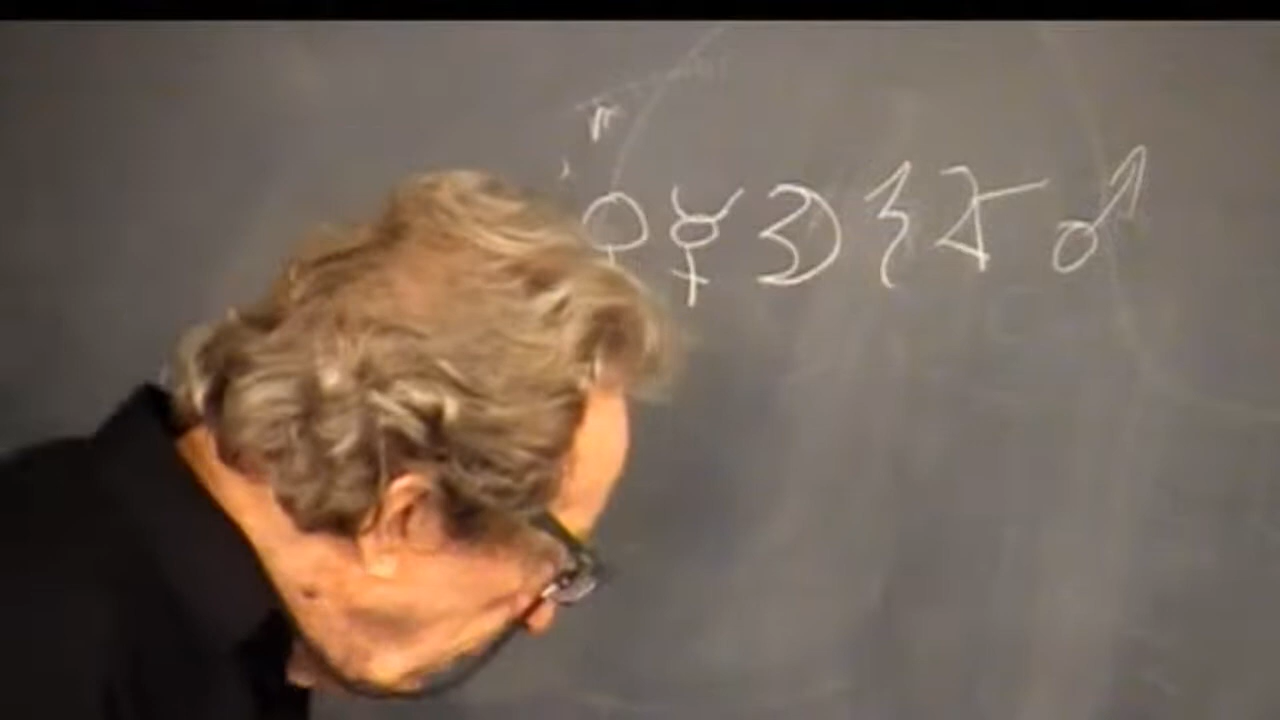 ♀ ☿ ☽ ♄ ♃ ♂